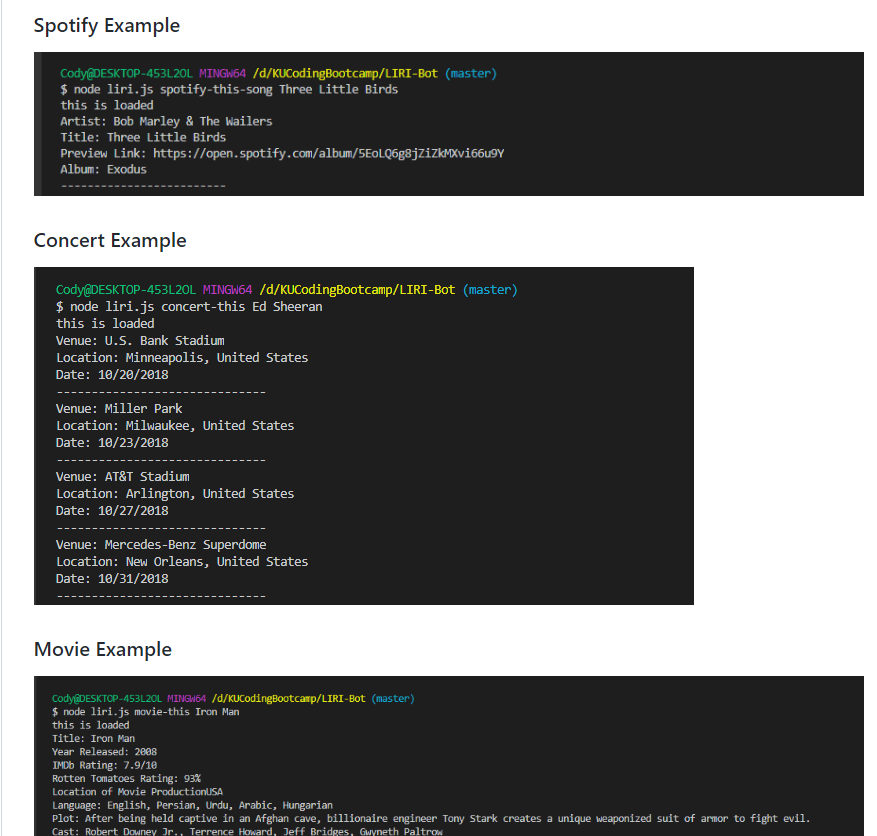 Spotify Example
Cody@DESKTOP-453L2OL MINGW64 /d/KUCodingBootcamp/LIRI-Bot (master)
$ node liri.js spotify-this-song Three Little Birds
this is loaded
Artist: Bob Marley & The Wailers
Title: Three Little Birds
Preview Link: https://open.spotify.com/album/5EoLQ6g8jZiZkMXvi66u9Y
Album: Exodus
--------------------------
Concert Example
Cody@DESKTOP-453L2OL MINGW64 /d/KUCodingBootcamp/LIRI-Bot (master)
$ node liri.js concert-this Ed Sheeran
this is loaded
Venue: U.S. Bank Stadium
Location: Minneapolis, United States
Date: 10/20/2018
------------------------------
Venue: Miller Park
Location: Milwaukee, United States
Date: 10/23/2018
------------------------------
Venue: AT&T Stadium
Location: Arlington, United States
Date: 10/27/2018
------------------------------
Venue: Mercedes-Benz Superdome
Location: New Orleans, United States
Date: 10/31/2018
------------------------------
Movie Example
Cody@DESKTOP-453L2OL MINGW64 /d/KUCodingBootcamp/LIRI-Bot (master)
$ node liri.js movie-this Iron Man
this is loaded
Title: Iron Man
Year Released: 2008
IMDb Rating: 7.9/10
Rotten Tomatoes Rating: 93%
Location of Movie ProductionUSA
Language: English, Persian, Urdu, Arabic, Hungarian
Plot: After being held captive in an Afghan cave, billionaire engineer Tony Stark creates a unique weaponized suit of armor to fight evil.
Cast: Robert Downey Jr., Terrence Howard, Jeff Bridges, Gwyneth Paltrow